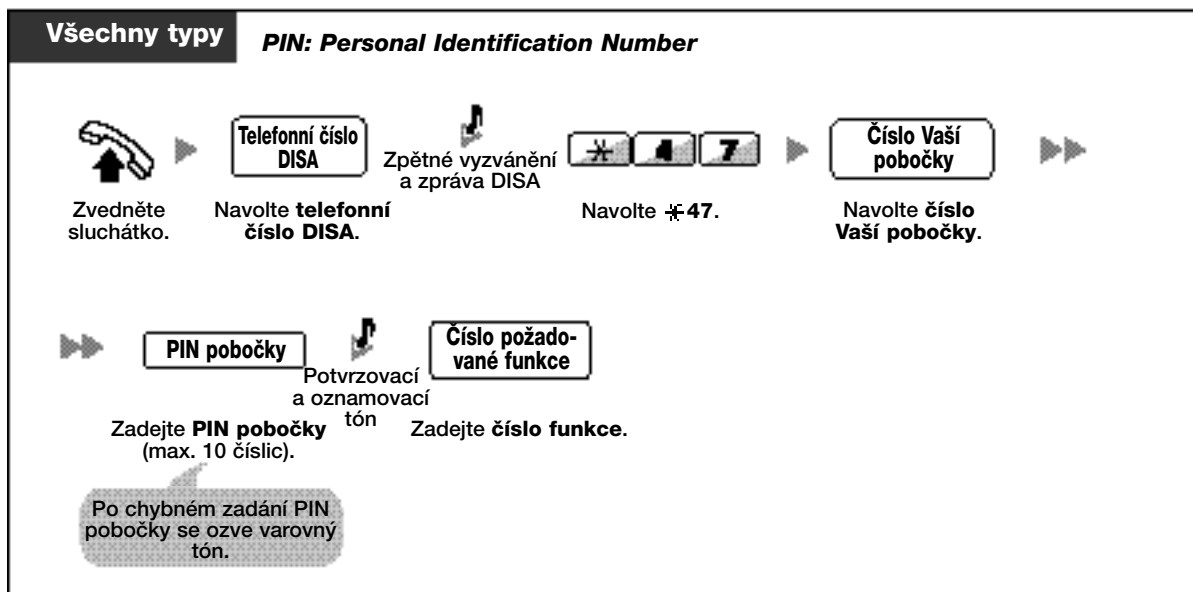 Všechny typy
PIN: Personal Identification Number
Telefonní číslo
DISA
Zpětné vyzvánění
a zpráva DISA
* 4 7
Číslo Vaší
pobočky
Zvedněte
sluchátko.
Navolte telefonní
číslo DISA.
Navolte *47.
Navolte číslo
Vaší pobočky.
PIN pobočky
Potvrzovací
a oznamovací
tón
Číslo požado-
vané funkce
Zadejte PIN pobočky
(max. 10 číslic).
Zadejte číslo funkce.
Po chybném zadání PIN
pobočky se ozve varovný
tón.